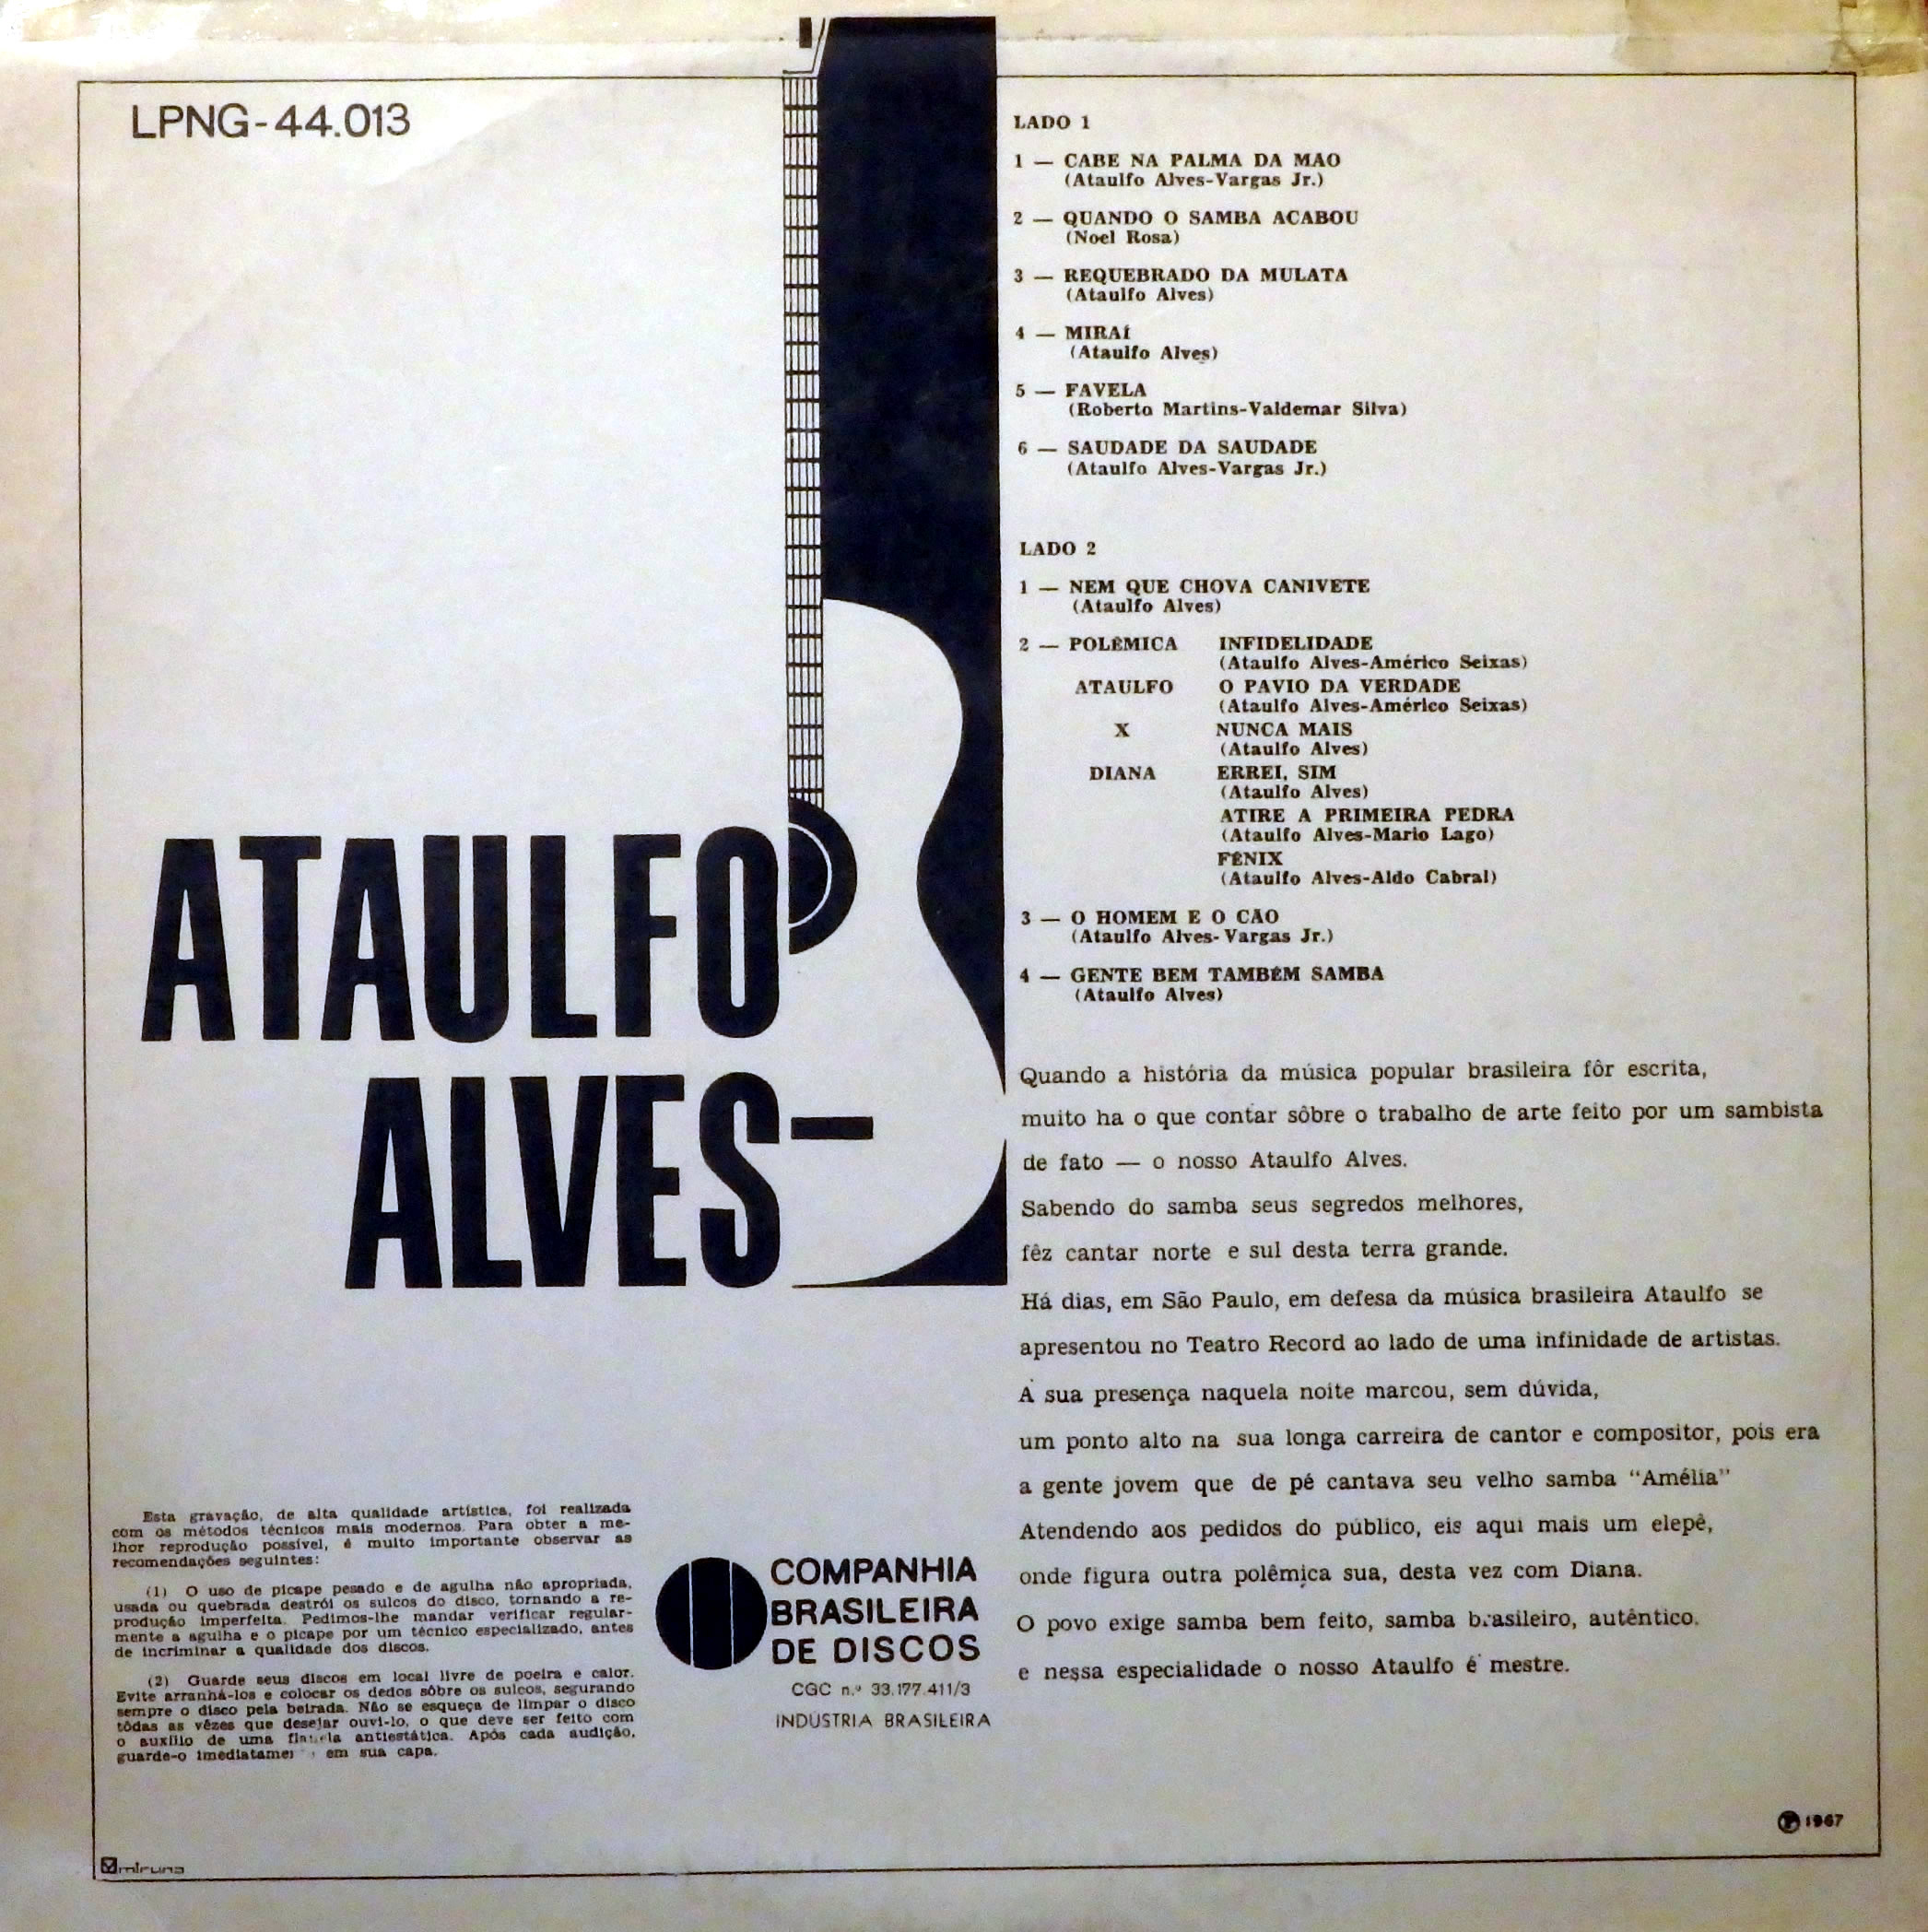 LPNG-44.013
ATAULFO
ALVES
LADO 1
1 — CABE NA PALMA DA MAO
(Ataulfo Alves-Vargas Jr.)
2 — QUANDO O SAMBA ACABOU
(Noel Rosa)
3 — REQUEBRADO DA MULATA
(Ataulfo Alves)
4 — MIRAÍ
(Ataulfo Alves)
5 — FAVELA
(Roberto Martins-Valdemar Silva)
6 — SAUDADE DA SAUDADE
(Ataulfo Alves-Vargas Jr.)
LADO 2
1 — NEM QUE CHOVA CANIVETE
(Ataulfo Alves)
2 — POLÊMICA INFIDELIDADE
(Ataulfo Alves-Américo Seixas)
ATAULFO O PAVIO DA VERDADE
(Ataulfo Alves-Américo Seixas)
X NUNCA MAIS
(Ataulfo Alves)
DIANA ERREI, SIM
(Ataulfo Alves)
ATIRE A PRIMEIRA PEDRA
(Ataulfo Alves-Mario Lago)
FÊNIX
(Ataulfo Alves-Aldo Cabral)
3 — O HOMEM E O CÃO
(Ataulfo Alves-Vargas Jr.)
4 — GENTE BEM TAMBÉM SAMBA
(Ataulfo Alves)
Quando a história da música popular brasileira fôr escrita,
muito ha o que contar sôbre o trabalho de arte feito por um sambista
de fato — o nosso Ataulfo Alves.
Sabendo do samba seus segredos melhores,
fêz cantar norte e sul desta terra grande.
Há dias, em São Paulo, em defesa da música brasileira Ataulfo se
apresentou no Teatro Record ao lado de uma infinidade de artistas.
A sua presença naquela noite marcou, sem dúvida,
um ponto alto na sua longa carreira de cantor e compositor, pois era
a gente jovem que de pé cantava seu velho samba "Amélia"
Atendendo aos pedidos do público, eis aqui mais um elepê,
onde figura outra polêmica sua, desta vez com Diana.
O povo exige samba bem feito, samba brasileiro, autêntico.
e nessa especialidade o nosso Ataulfo é mestre.
Esta gravação, de alta qualidade artística, foi realizada
com os métodos técnicos mais modernos. Para obter a me-
lhor reprodução possível, é muito importante observar as
recomendações seguintes:
(1) O uso de picape pesado e de agulha não apropriada,
usada ou quebrada destrói os sulcos do disco, tornando a re-
produção imperfeita. Pedimos-lhe mandar verificar regular-
mente a agulha e o picape por um técnico especializado, antes
de incriminar a qualidade dos discos.
(2) Guarde seus discos em local livre de poeira e calor.
Evite arranhá-los e colocar os dedos sôbre os sulcos, segurando
sempre o disco pela beirada. Não se esqueça de limpar o disco
tôdas as vêzes que desejar ouvi-lo, o que deve ser feito com
o auxílio de uma antiestática. Após cada audição,
guarde-o em sua capa.
COMPANHIA
BRASILEIRA
DE DISCOS
CGC n.º 33.177.411/3
INDÚSTRIA BRASILEIRA
Ⓟ 1967
miruna